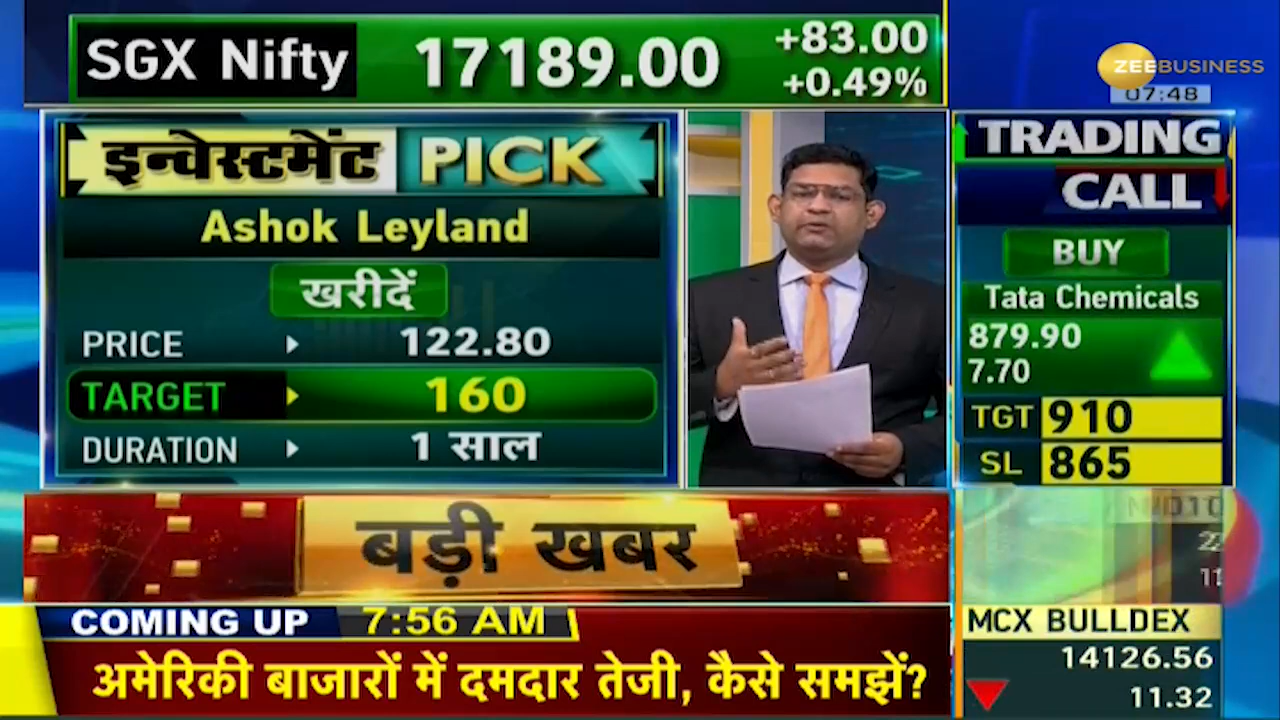 SGX Nifty 17189.00 +83.00
+0.49%
ZEEBUSINESS
07:48
इन्वेस्टमेंट PICK
Ashok Leyland
खरीदें
PRICE 122.80
TARGET 160
DURATION 1 साल
TRADING
CALL
BUY
Tata Chemicals
879.90
7.70
TGT 910
SL 865
बड़ी खबर
MCX BULLDEX
14126.56
11.32
COMING UP 7:56 AM
अमेरिकी बाजारों में दमदार तेजी, कैसे समझें?